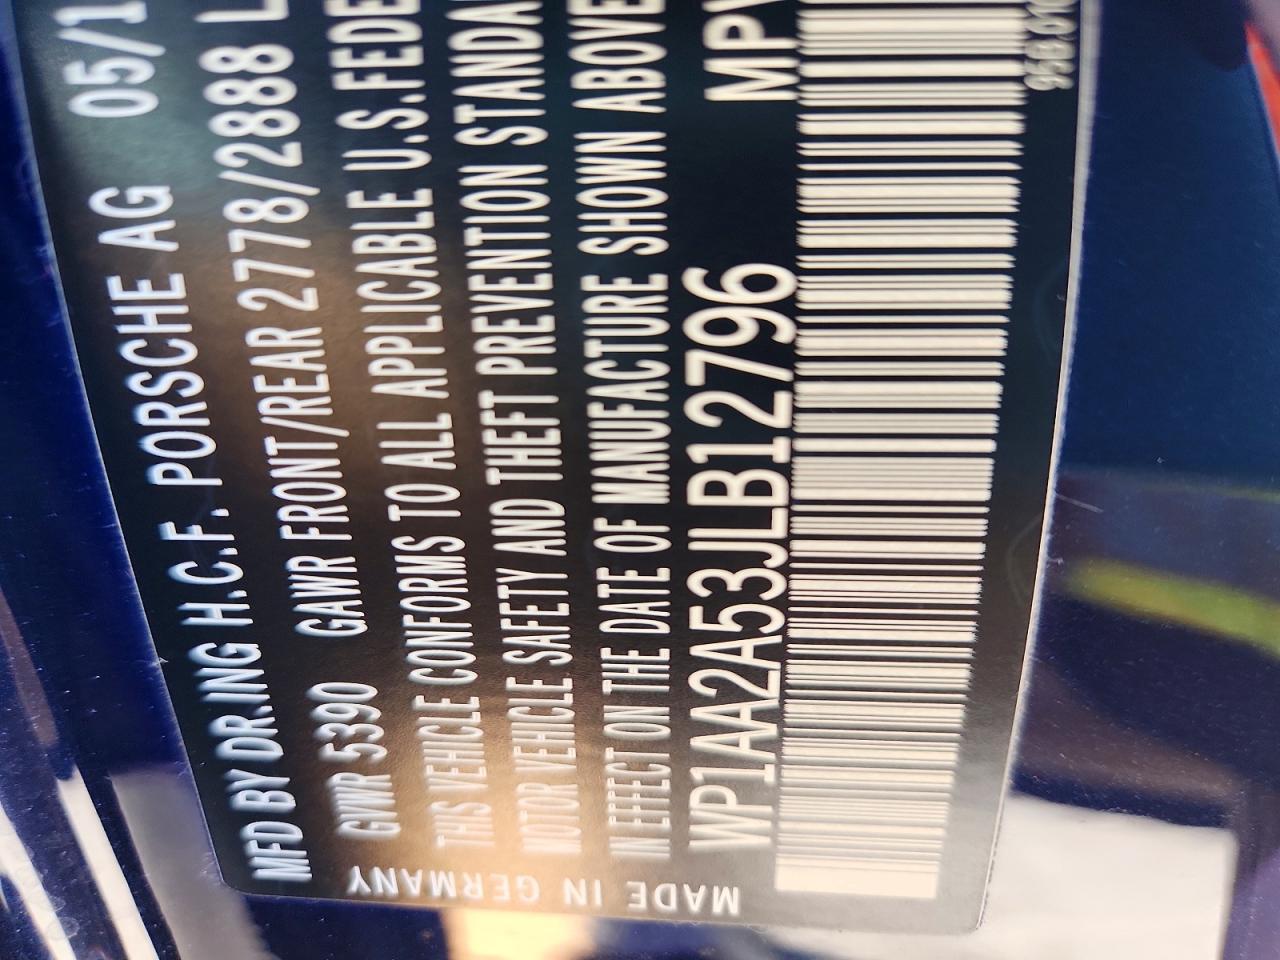 MFD BY DR.ING H.C.F. PORSCHE AG 05/1
GVWR 5390 GAWR FRONT/REAR 2778/2888 L
THIS VEHICLE CONFORMS TO ALL APPLICABLE U.S.FEDE
MOTOR VEHICLE SAFETY AND THEFT PREVENTION STANDA
IN EFFECT ON THE DATE OF MANUFACTURE SHOWN ABOVE
WP1AA2A53JLB12796 MPV
MADE IN GERMANY